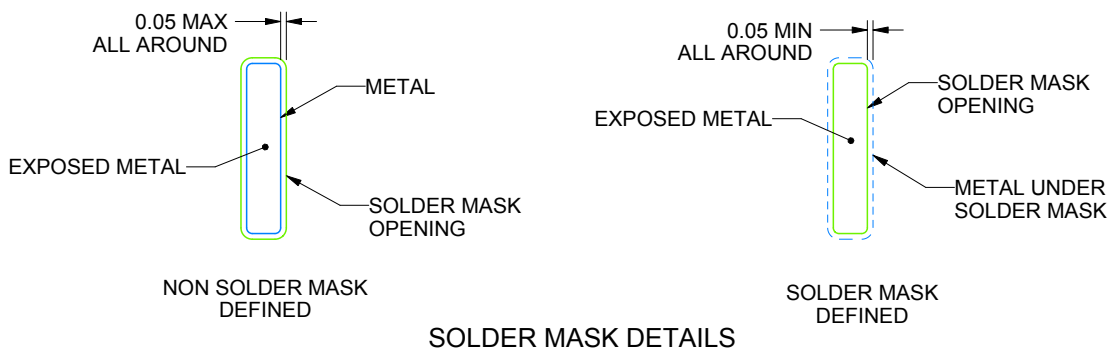 0.05 MAX
ALL AROUND
METAL
EXPOSED METAL
SOLDER MASK
OPENING
NON SOLDER MASK
DEFINED
0.05 MIN
ALL AROUND
SOLDER MASK
OPENING
EXPOSED METAL
METAL UNDER
SOLDER MASK
SOLDER MASK
DEFINED
SOLDER MASK DETAILS